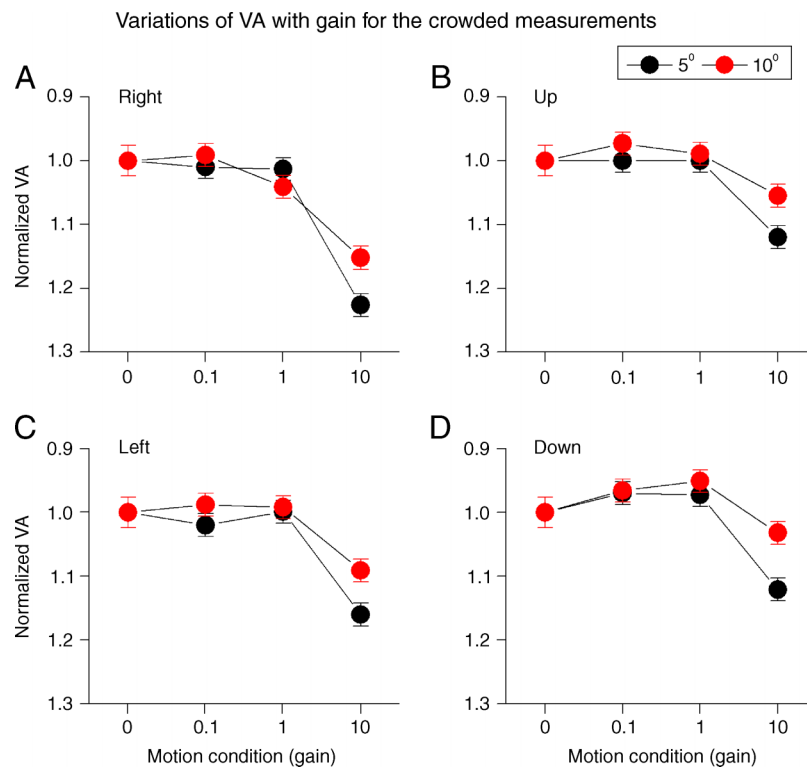 Variations of VA with gain for the crowded measurements
5⁰ 10⁰
A
Right
0.9
1.0
1.1
1.2
1.3
Normalized VA
0 0.1 1 10
B
Up
0.9
1.0
1.1
1.2
1.3
0 0.1 1 10
C
Left
0.9
1.0
1.1
1.2
1.3
Normalized VA
0 0.1 1 10
Motion condition (gain)
D
Down
0.9
1.0
1.1
1.2
1.3
0 0.1 1 10
Motion condition (gain)